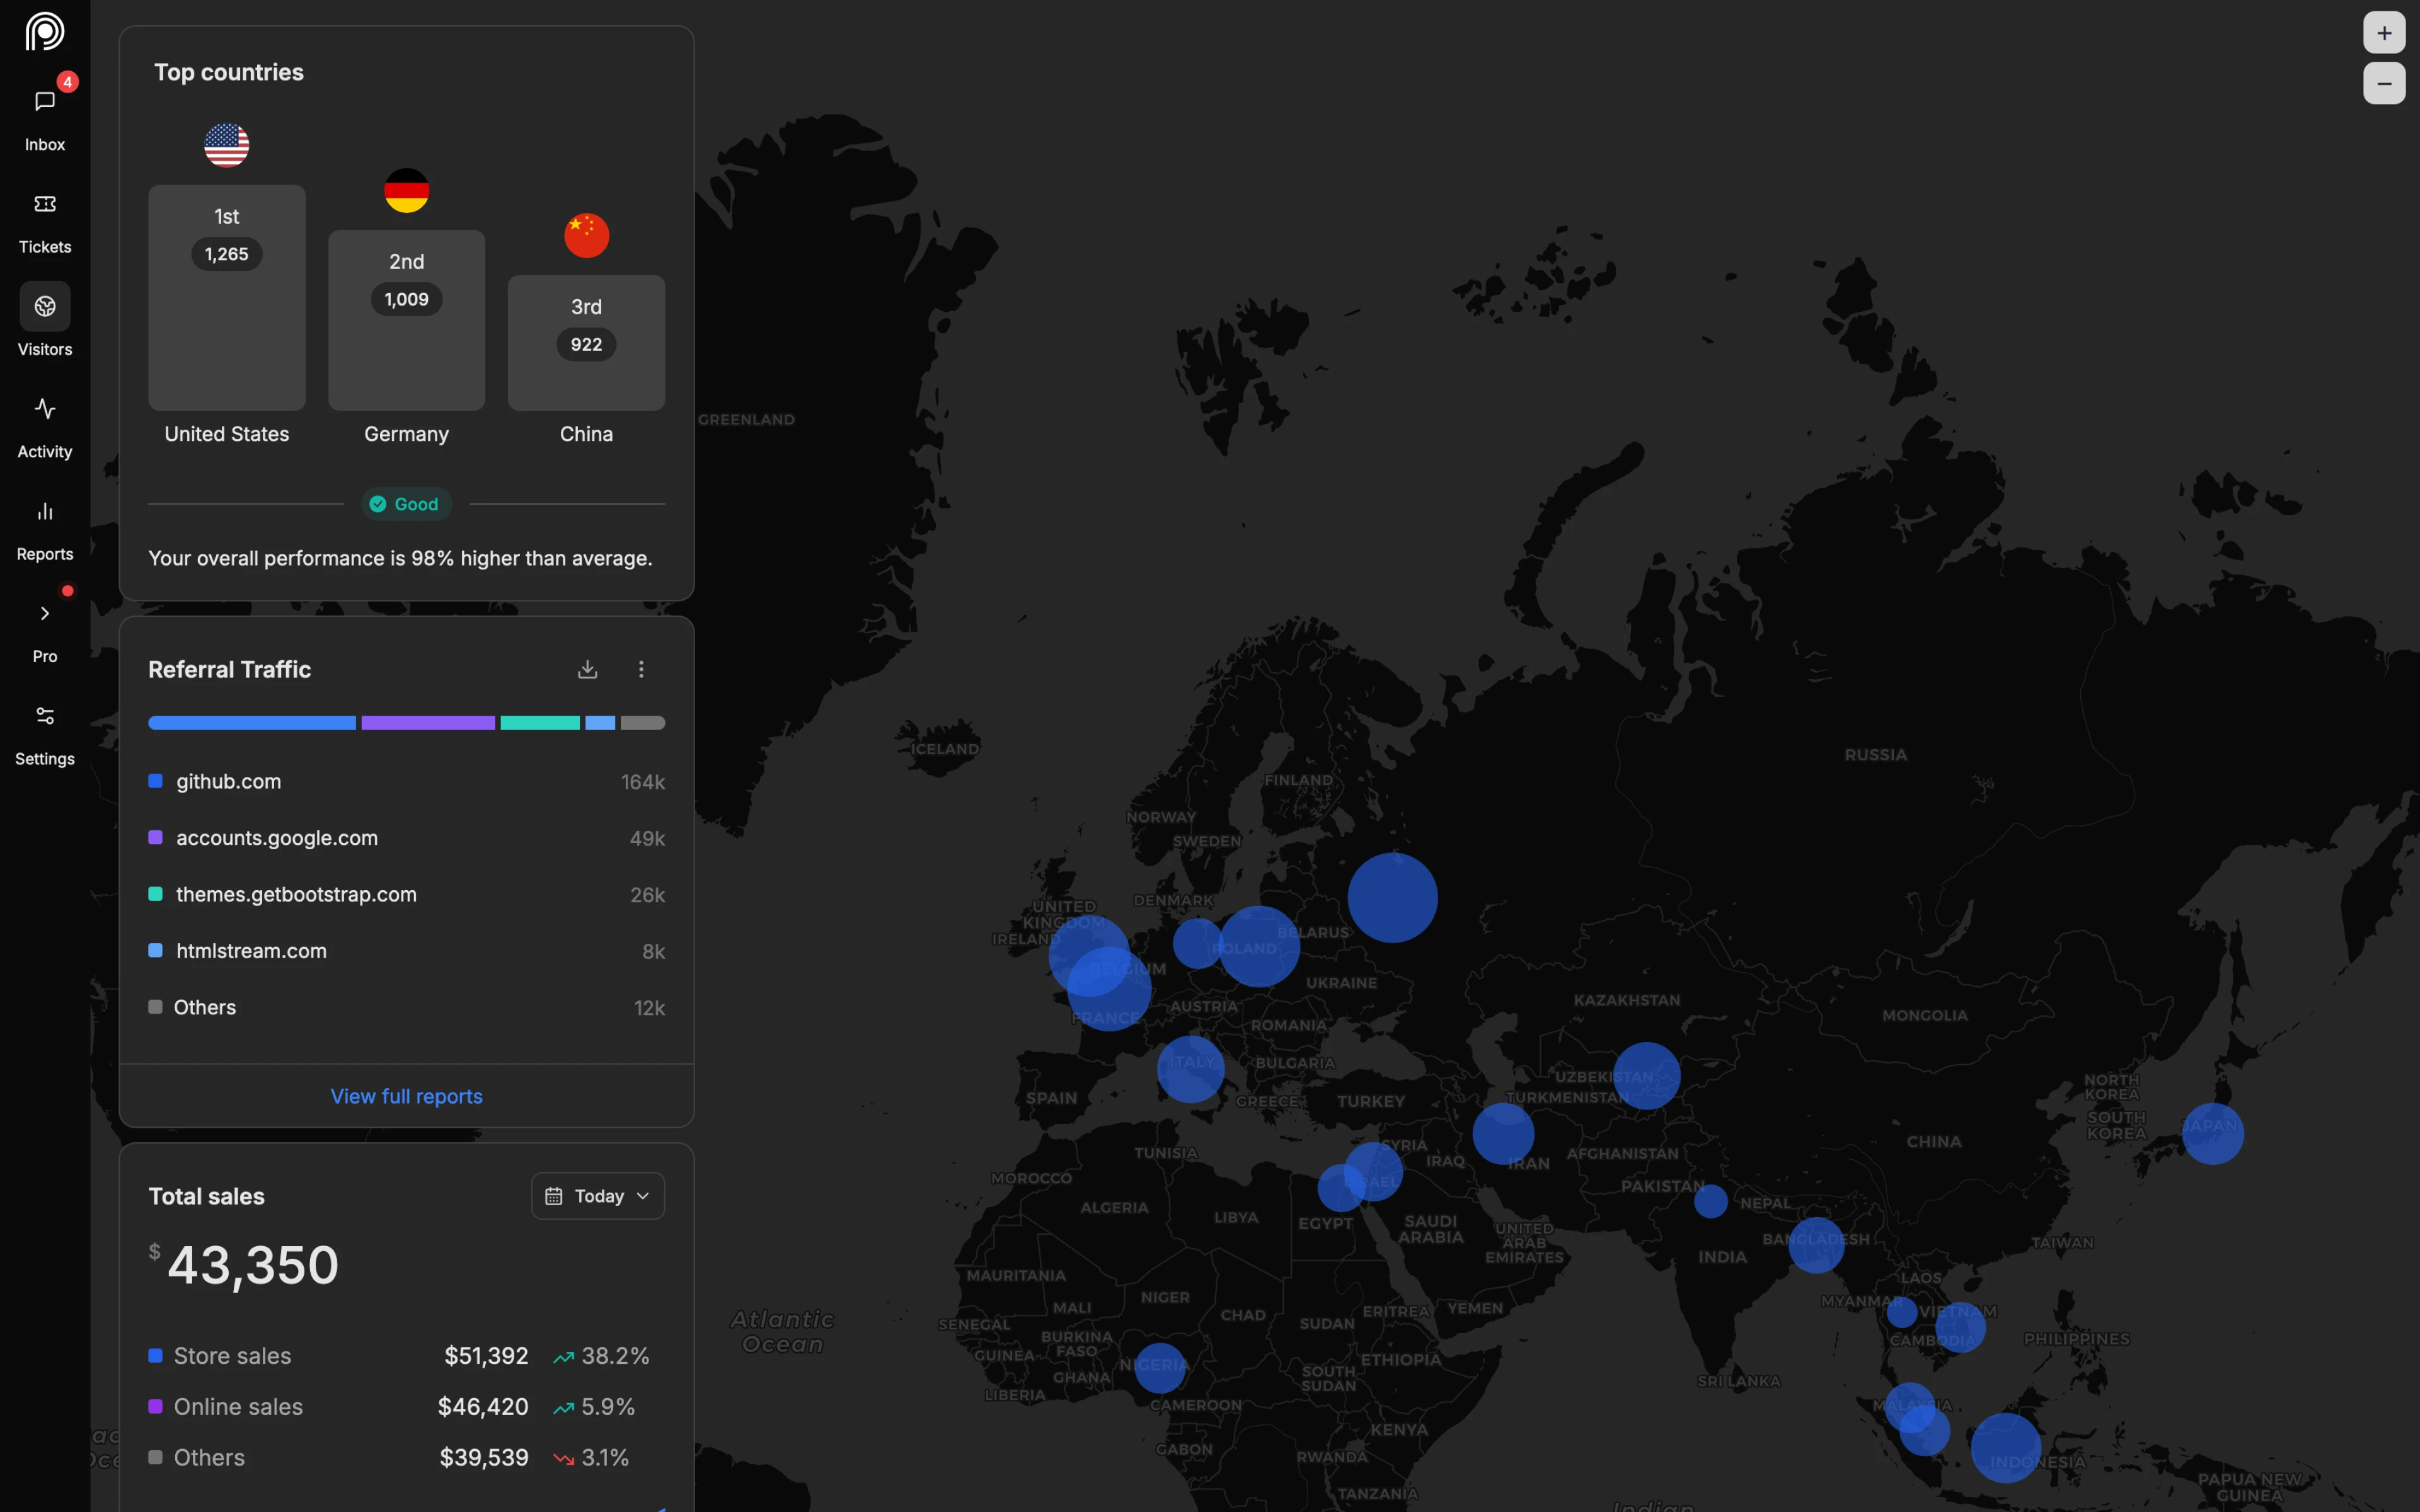 4
Inbox
Tickets
Visitors
Activity
Reports
Pro
Settings
Top countries
1st
1,265
United States
2nd
1,009
Germany
3rd
922
China
Good
Your overall performance is 98% higher than average.
Referral Traffic
github.com 164k
accounts.google.com 49k
themes.getbootstrap.com 26k
htmlstream.com 8k
Others 12k
View full reports
Total sales
Today
$ 43,350
Store sales $51,392 38.2%
Online sales $46,420 5.9%
Others $39,539 3.1%
+
−
GREENLAND
ICELAND
FINLAND
NORWAY
SWEDEN
RUSSIA
DENMARK
UNITED
KINGDOM
IRELAND
BELARUS
POLAND
BELGIUM
UKRAINE
AUSTRIA
FRANCE
ROMANIA
KAZAKHSTAN
MONGOLIA
ITALY
BULGARIA
UZBEKISTAN
SPAIN
GREECE
TURKEY
TURKMENISTAN
NORTH
KOREA
SOUTH
KOREA
JAPAN
CHINA
TUNISIA
SYRIA
IRAQ
IRAN
AFGHANISTAN
MOROCCO
RAEL
PAKISTAN
NEPAL
ALGERIA
LIBYA
EGYPT
SAUDI
ARABIA
UNITED
ARAB
EMIRATES
INDIA
BANGLADESH
TAIWAN
MAURITANIA
NIGER
LAOS
MYANMAR
VIETNAM
Atlantic
Ocean
MALI
CHAD
SUDAN
ERITREA
YEMEN
SENEGAL
BURKINA
FASO
CAMBODIA
PHILIPPINES
GUINEA
NIGERIA
ETHIOPIA
GHANA
SOUTH
SUDAN
SRI LANKA
LIBERIA
CAMEROON
MALAYSIA
KENYA
GABON
RWANDA
INDONESIA
TANZANIA
PAPUA NEW
GUINEA
Indian